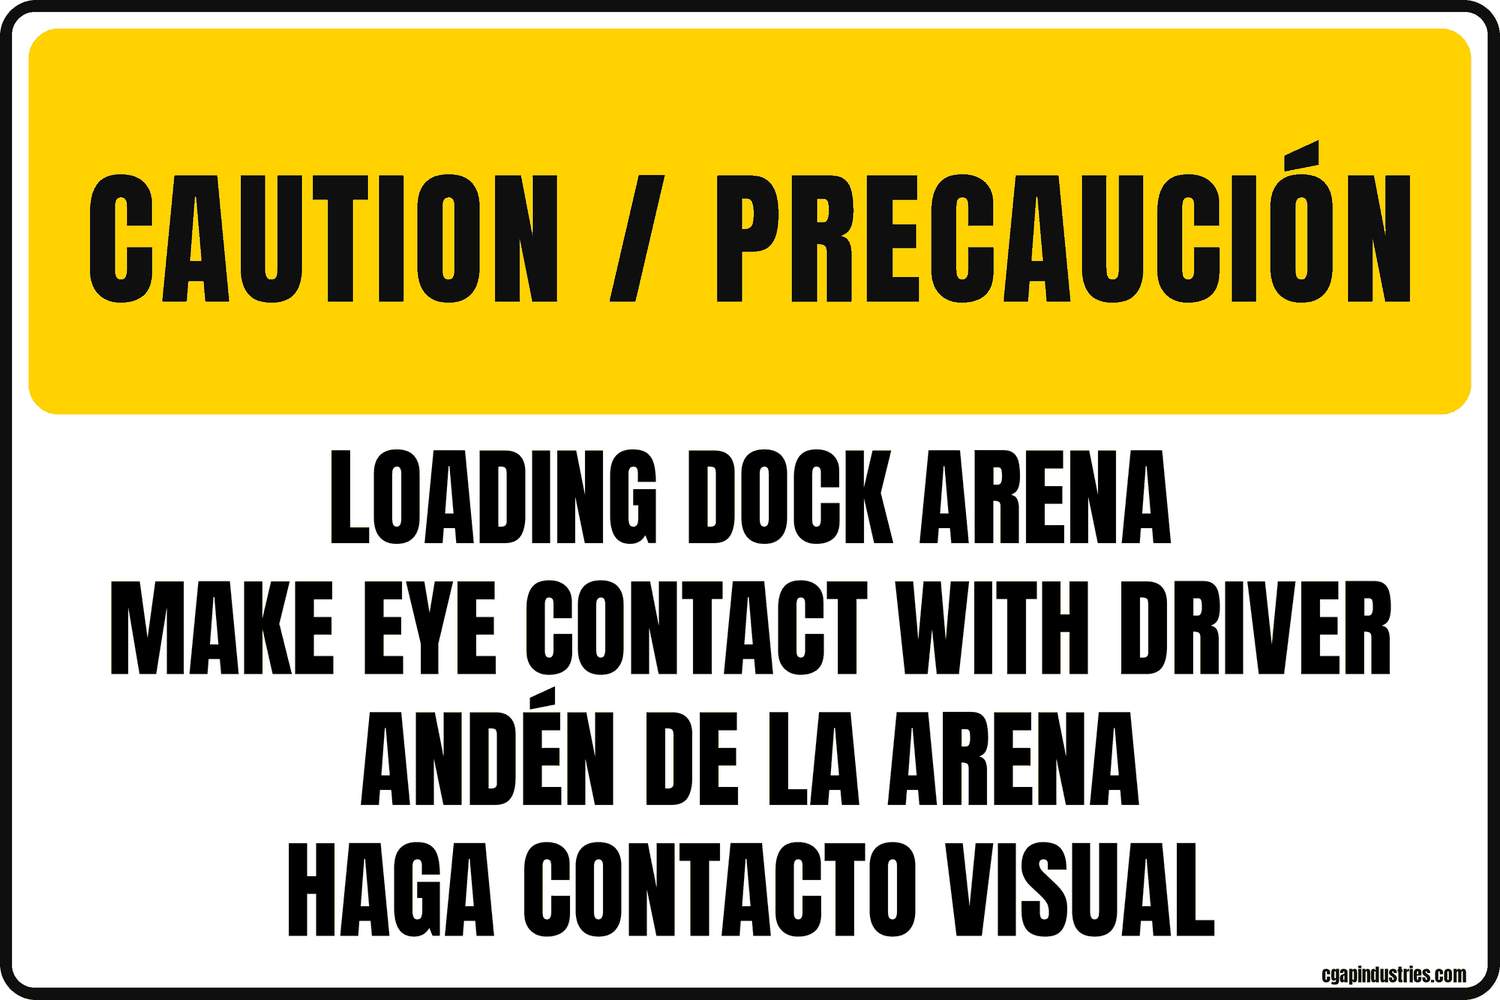 CAUTION / PRECAUCIÓN
LOADING DOCK ARENA
MAKE EYE CONTACT WITH DRIVER
ANDÉN DE LA ARENA
HAGA CONTACTO VISUAL
cgapindustries.com